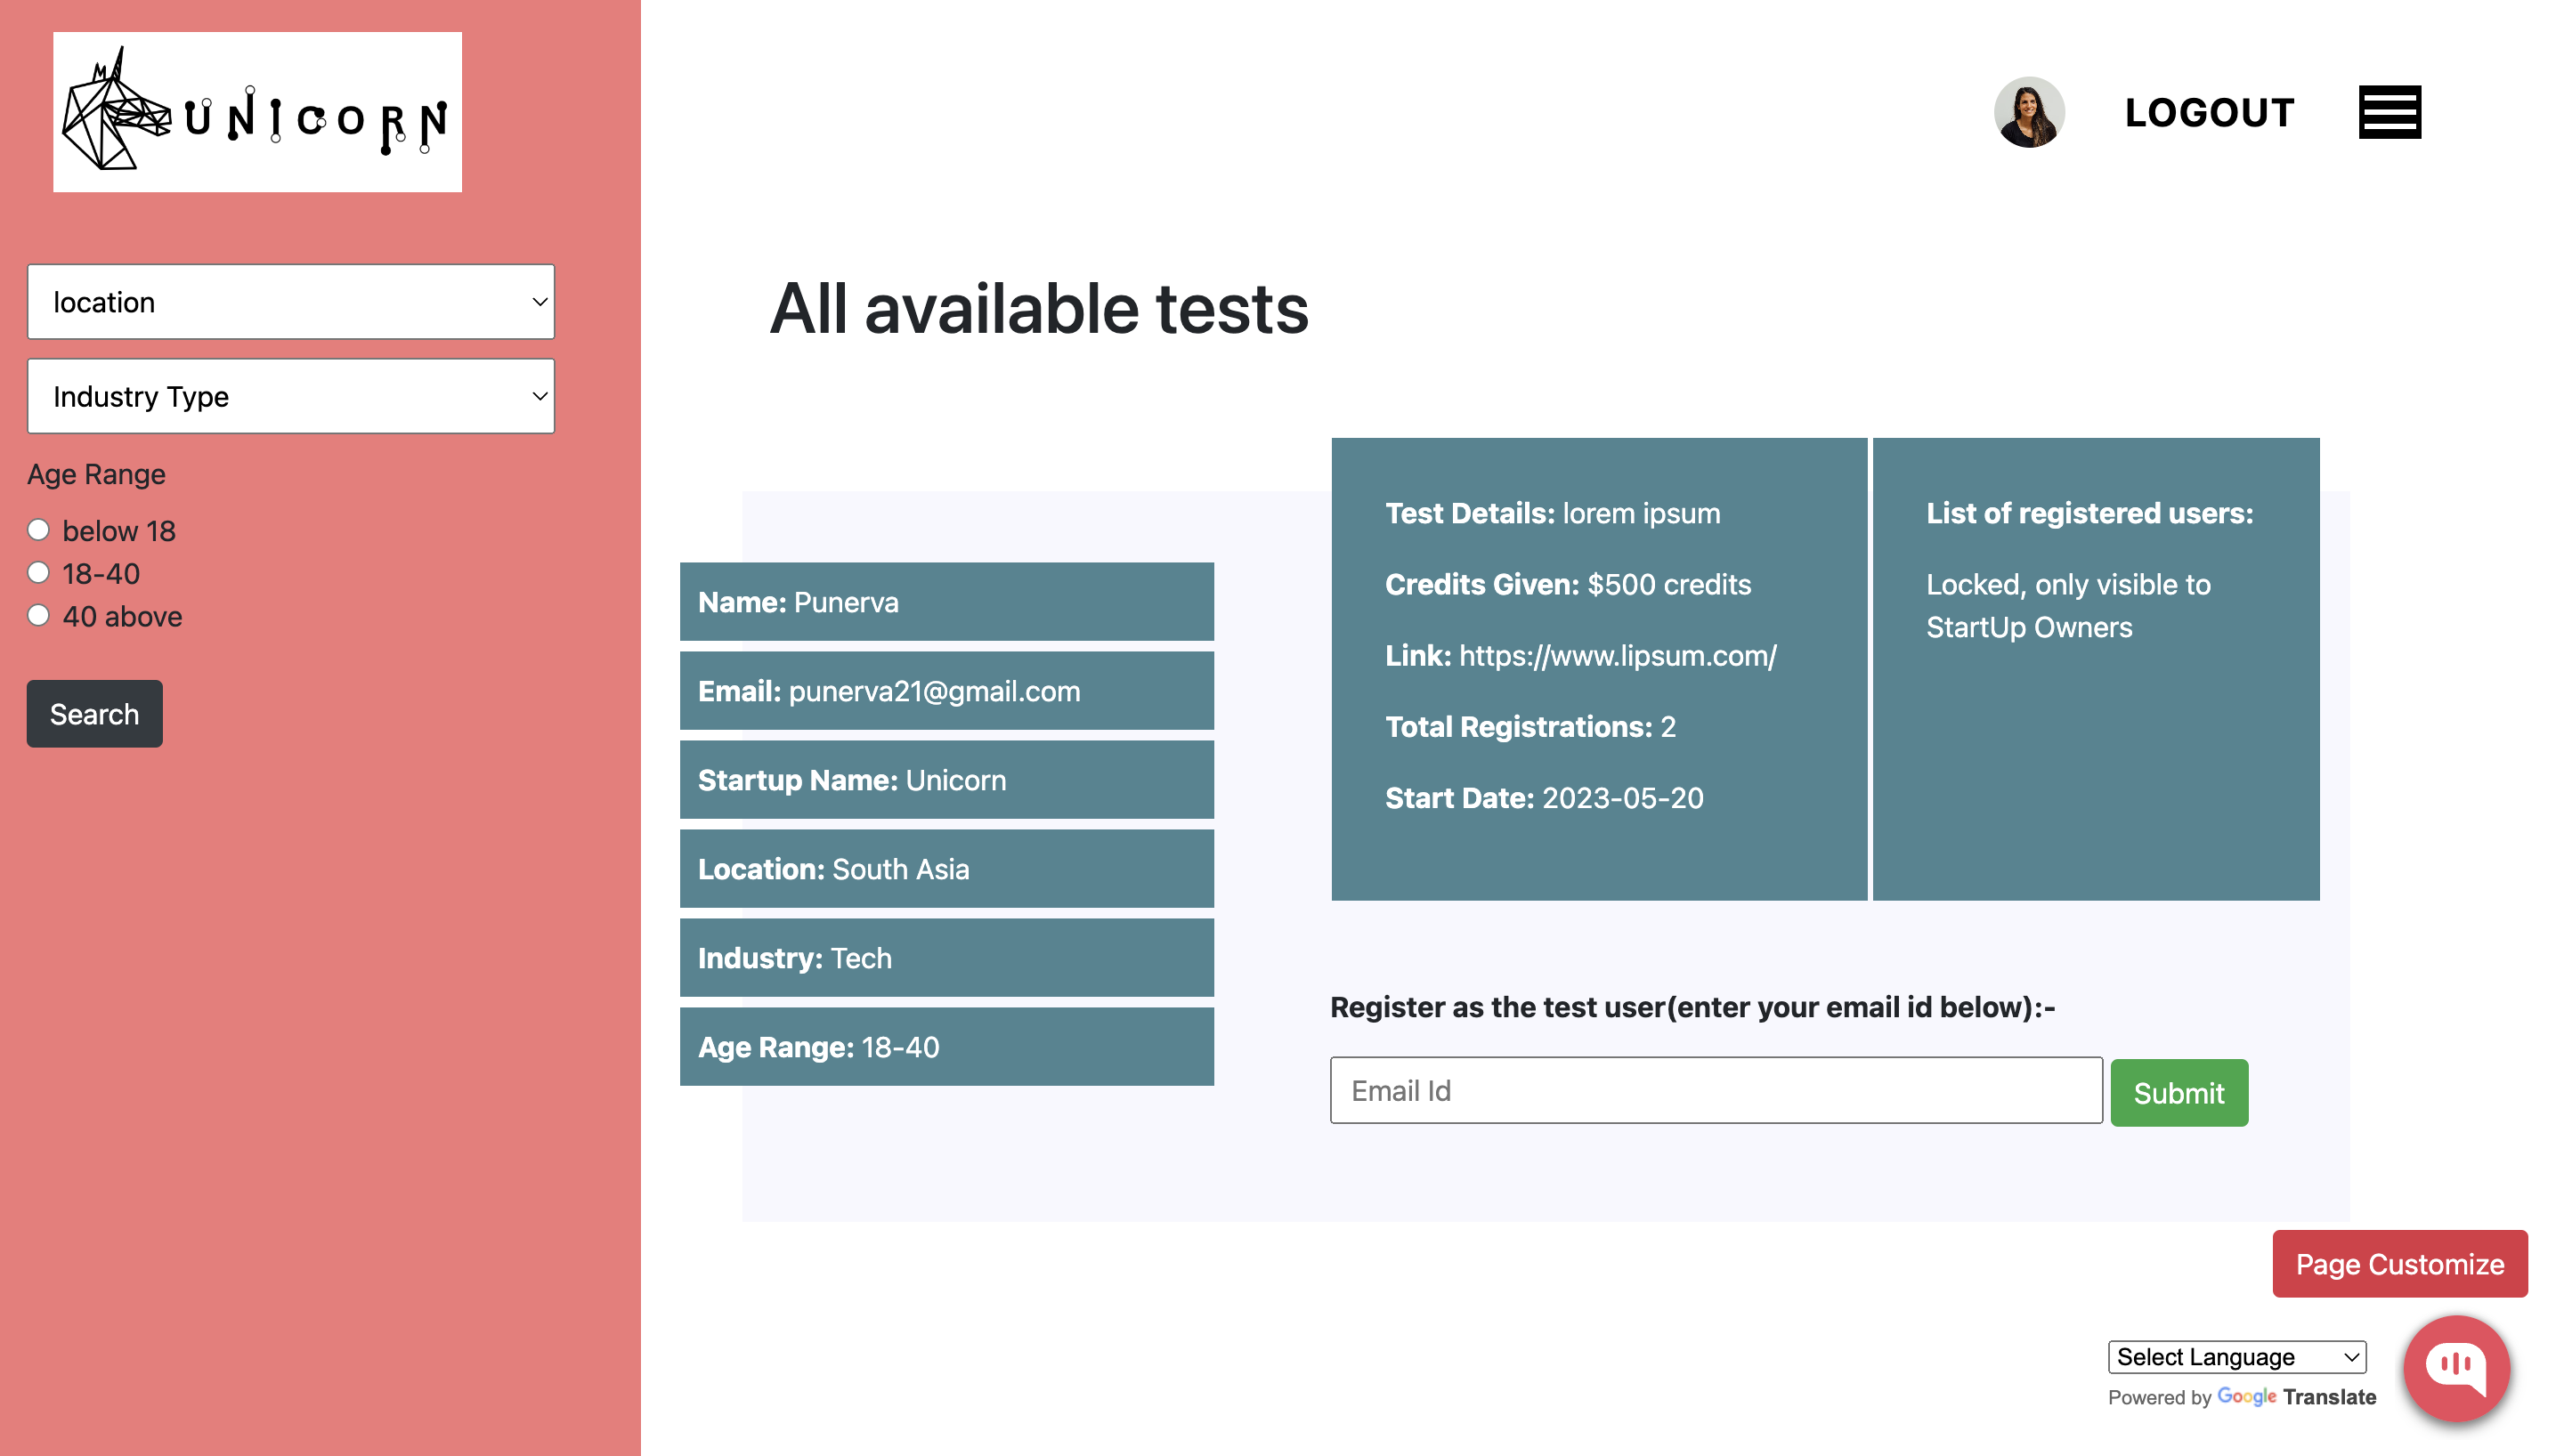 UNICORN
LOGOUT
location
Industry Type
Age Range
below 18
18-40
40 above
Search
All available tests
Name: Punerva
Email: punerva21@gmail.com
Startup Name: Unicorn
Location: South Asia
Industry: Tech
Age Range: 18-40
Test Details: lorem ipsum
Credits Given: $500 credits
Link: https://www.lipsum.com/
Total Registrations: 2
Start Date: 2023-05-20
List of registered users:
Locked, only visible to
StartUp Owners
Register as the test user(enter your email id below):-
Email Id
Submit
Page Customize
Select Language
Powered by Google Translate